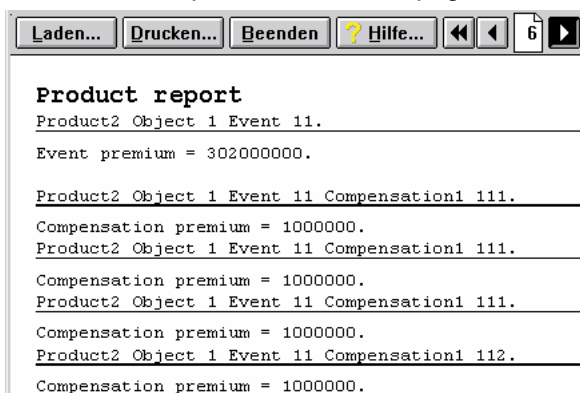 Laden... Drucken... Beenden ? Hilfe... 6
Product report
Product2 Object 1 Event 11.
Event premium = 302000000.
Product2 Object 1 Event 11 Compensation1 111.
Compensation premium = 1000000.
Product2 Object 1 Event 11 Compensation1 111.
Compensation premium = 1000000.
Product2 Object 1 Event 11 Compensation1 111.
Compensation premium = 1000000.
Product2 Object 1 Event 11 Compensation1 112.
Compensation premium = 1000000.